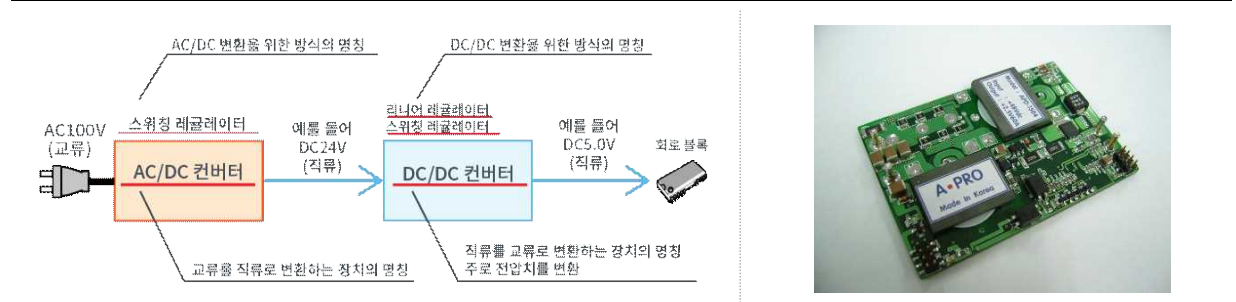 AC/DC 변환을 위한 방식의 명칭
DC/DC 변환을 위한 방식의 명칭
AC100V
(교류)
스위칭 레귤레이터
AC/DC 컨버터
예를 들어
DC24V
(직류)
리니어 레귤레이터
스위칭 레귤레이터
DC/DC 컨버터
예를 들어
DC5.0V
(직류)
회로 블록
교류를 직류로 변환하는 장치의 명칭
직류를 교류로 변환하는 장치의 명칭
주로 전압치를 변환
Model :
Input :
Output :
A•PRO
Made in Korea